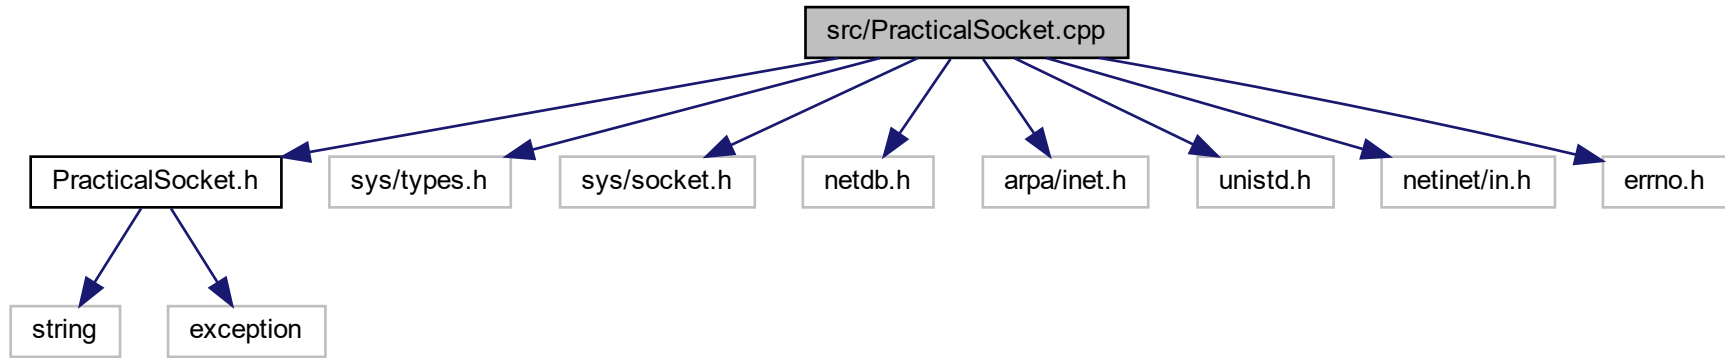 src/PracticalSocket.cpp
PracticalSocket.h
sys/types.h
sys/socket.h
netdb.h
arpa/inet.h
unistd.h
netinet/in.h
errno.h
string
exception